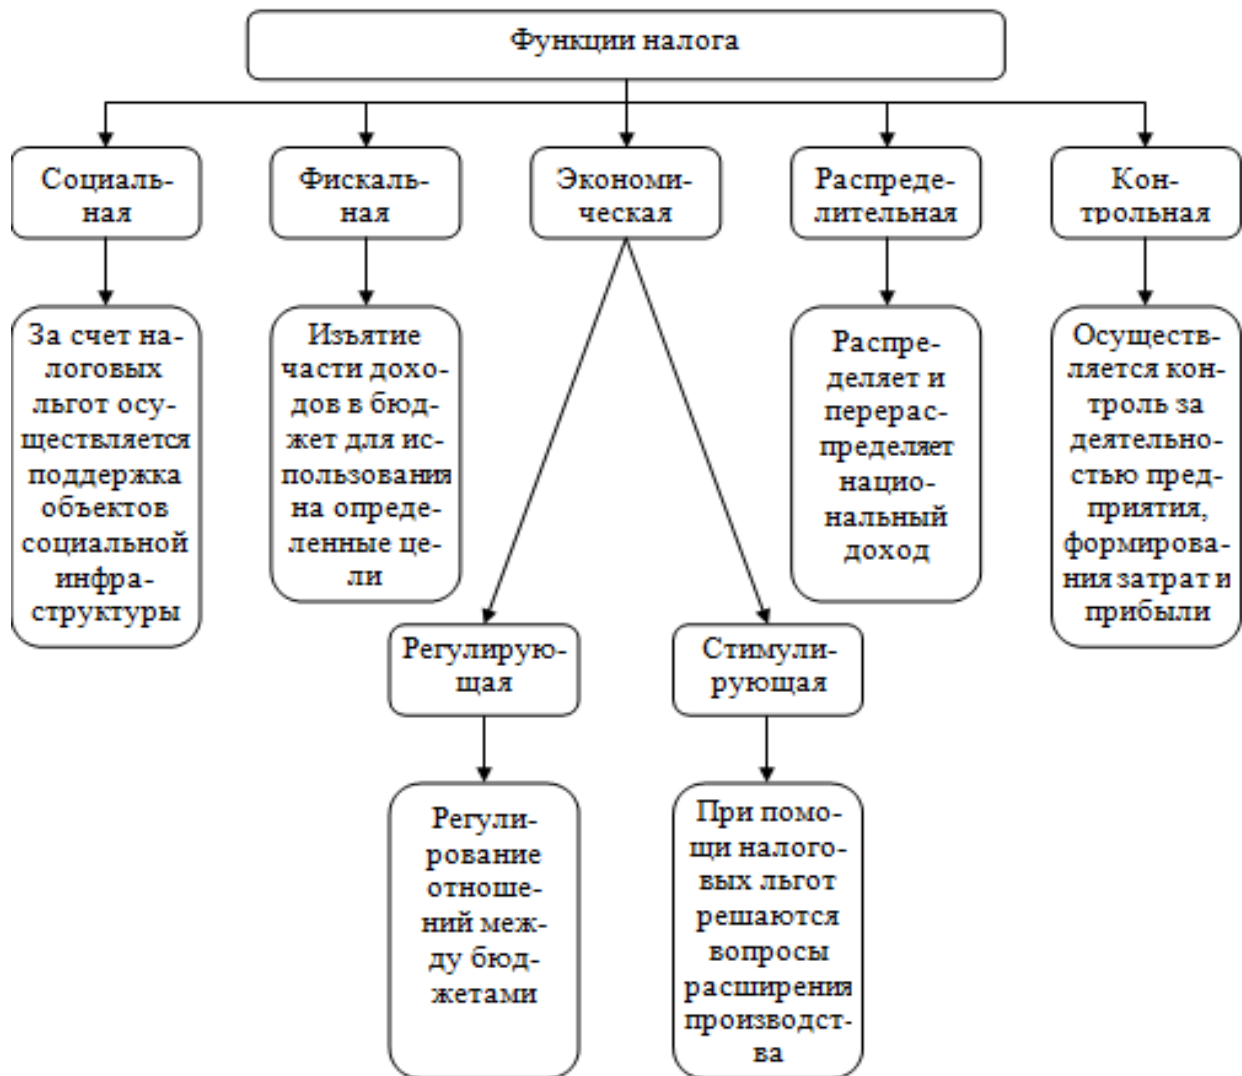 Функции налога
Социаль-
ная
Фискаль-
ная
Экономи-
ческая
Распреде-
лительная
Кон-
трольная
За счет на-
логовых
льгот осу-
ществляется
поддержка
объектов
социальной
инфра-
структуры
Изъятие
части дохо-
дов в бюд-
жет для ис-
пользования
на опреде-
ленные це-
ли
Распре-
деляет и
перерас-
пределяет
нацио-
нальный
доход
Осуществ-
ляется кон-
троль за
деятельно-
стью пред-
приятия,
формирова-
ния затрат и
прибыли
Регулирую-
щая
Стимули-
рующая
Регули-
рование
отноше-
ний меж-
ду бюд-
жетами
При помо-
щи налого-
вых льгот
решаются
вопросы
расширения
производст-
ва